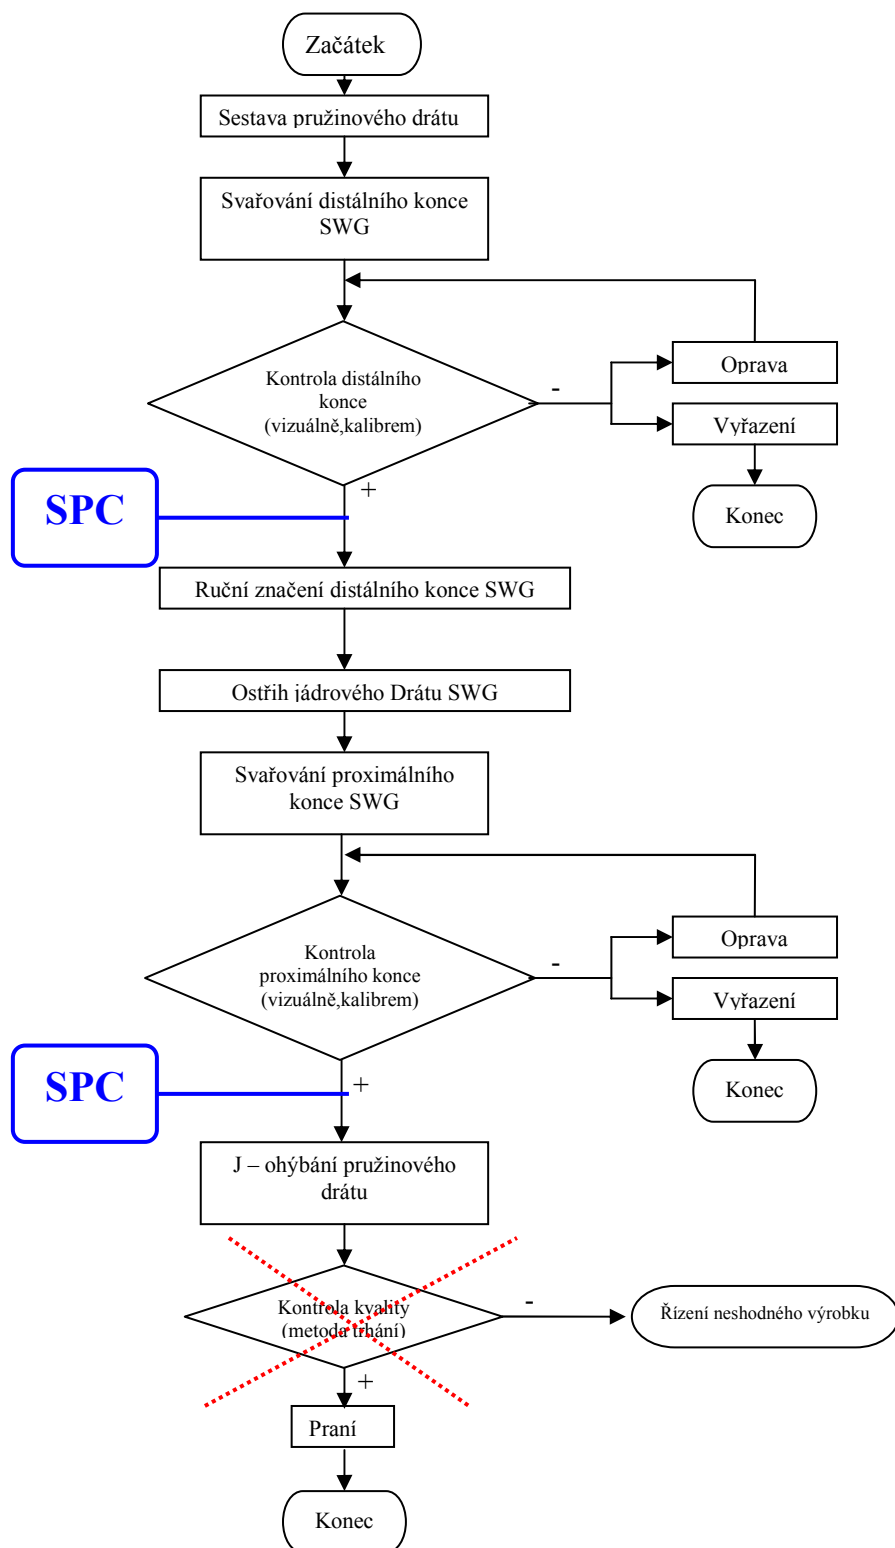 Začátek
Sestava pružinového drátu
Svařování distálního konce
SWG
Kontrola distálního
konce
(vizuálně,kalibrem)
-
Oprava
Vyřazení
Konec
+
SPC
Ruční značení distálního konce SWG
Ostřih jádrového Drátu SWG
Svařování proximálního
konce SWG
Kontrola
proximálního konce
(vizuálně,kalibrem)
-
Oprava
Vyřazení
Konec
+
SPC
J – ohýbání pružinového
drátu
Kontrola kvality
(metoda trhání)
-
Řízení neshodného výrobku
+
Praní
Konec